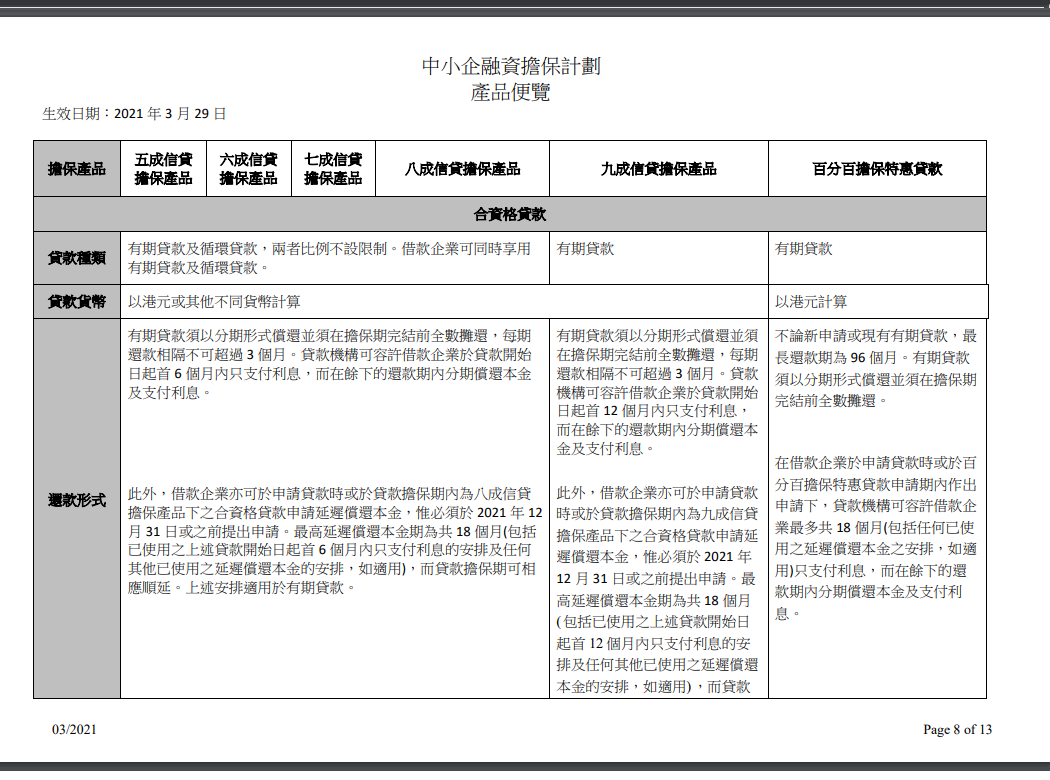 中小企融資擔保計劃
產品便覽
生效日期：2021 年 3 月 29 日
擔保產品
五成信貸
擔保產品
六成信貸
擔保產品
七成信貸
擔保產品
八成信貸擔保產品
九成信貸擔保產品
百分百擔保特惠貸款
合資格貸款
貸款種類
有期貸款及循環貸款，兩者比例不設限制。借款企業可同時享用
有期貸款及循環貸款。
有期貸款
有期貸款
貸款貨幣
以港元或其他不同貨幣計算
以港元計算
還款形式
有期貸款須以分期形式償還並須在擔保期完結前全數攤還，每期
還款相隔不可超過 3 個月。貸款機構可容許借款企業於貸款開始
日起首 6 個月內只支付利息，而在餘下的還款期內分期償還本金
及支付利息。
此外，借款企業亦可於申請貸款時或於貸款擔保期內為八成信貸
擔保產品下之合資格貸款申請延遲償還本金，惟必須於 2021 年 12
月 31 日或之前提出申請。最高延遲償還本金期為共 18 個月(包括
已使用之上述貸款開始日起首 6 個月內只支付利息的安排及任何
其他已使用之延遲償還本金的安排，如適用)，而貸款擔保期可相
應順延。上述安排適用於有期貸款。
有期貸款須以分期形式償還並須
在擔保期完結前全數攤還，每期
還款相隔不可超過 3 個月。貸款
機構可容許借款企業於貸款開始
日起首 12 個月內只支付利息，
而在餘下的還款期內分期償還本
金及支付利息。
此外，借款企業亦可於申請貸款
時或於貸款擔保期內為九成信貸
擔保產品下之合資格貸款申請延
遲償還本金，惟必須於 2021 年
12 月 31 日或之前提出申請。最
高延遲償還本金期為共 18 個月
(包括已使用之上述貸款開始日
起首 12 個月內只支付利息的安
排及任何其他已使用之延遲償還
本金的安排，如適用)，而貸款
不論新申請或現有有期貸款，最
長還款期為 96 個月。有期貸款
須以分期形式償還並須在擔保期
完結前全數攤還。
在借款企業於申請貸款時或於百
分百擔保特惠貸款申請期內作出
申請下，貸款機構可容許借款企
業最多共 18 個月(包括任何已使
用之延遲償還本金之安排，如適
用)只支付利息，而在餘下的還
款期內分期償還本金及支付利
息。
03/2021
Page 8 of 13